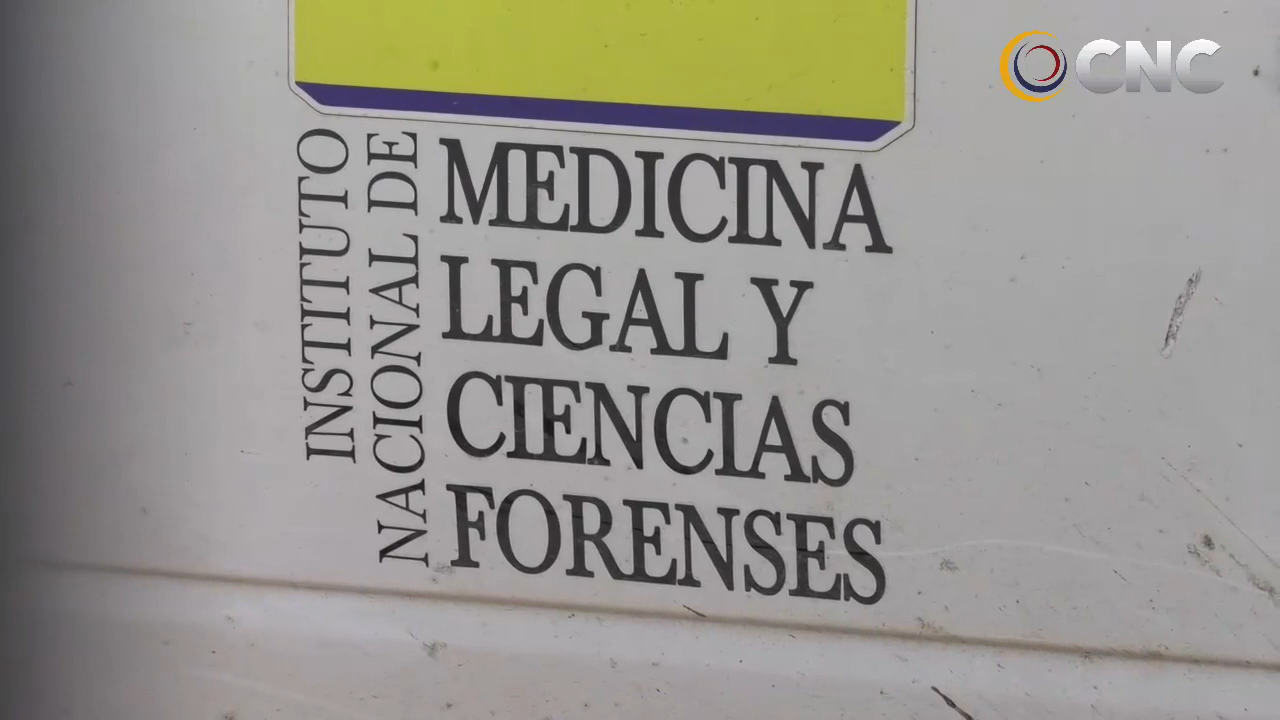 CNC
INSTITUTO
NACIONAL DE
MEDICINA
LEGAL Y
CIENCIAS
FORENSES